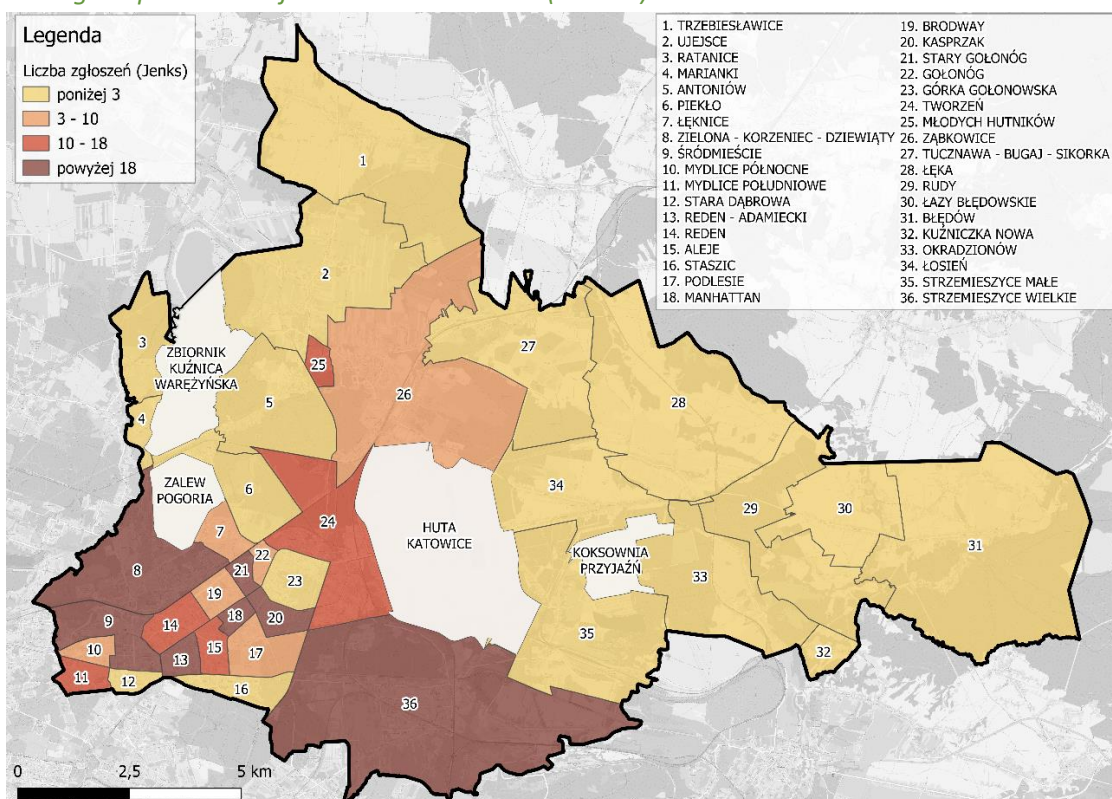 Legenda
Liczba zgłoszeń (Jenks)
poniżej 3
3 - 10
10 - 18
powyżej 18
1. TRZEBIESŁAWICE
2. UJEJSCE
3. RATANICE
4. MARIANKI
5. ANTONIÓW
6. PIEKŁO
7. ŁĘKNICE
8. ZIELONA - KORZENIEC - DZIEWIĄTY
9. ŚRÓDMIEŚCIE
10. MYDLICE PÓŁNOCNE
11. MYDLICE POŁUDNIOWE
12. STARA DĄBROWA
13. REDEN - ADAMIECKI
14. REDEN
15. ALEJE
16. STASZIC
17. PODLESIE
18. MANHATTAN
19. BRODWAY
20. KASPRZAK
21. STARY GOŁONÓG
22. GOŁONÓG
23. GÓRKA GOŁONOWSKA
24. TWORZEŃ
25. MŁODYCH HUTNIKÓW
26. ZĄBKOWICE
27. TUCZNAWA - BUGAJ - SIKORKA
28. ŁĘKA
29. RUDY
30. ŁAZY BŁĘDOWSKIE
31. BŁĘDÓW
32. KUŹNICZKA NOWA
33. OKRADZIONÓW
34. ŁOSIEŃ
35. STRZEMIESZYCE MAŁE
36. STRZEMIESZYCE WIELKIE
1
2
3
ZBIORNIK
KUŹNICA
WARĘŻYŃSKA
25
27
26
4
5
28
ZALEW
POGORIA
6
34
7
24
HUTA
KATOWICE
29
30
31
KOKSOWNIA
PRZYJAŹŃ
8
21
22
23
33
19
18
20
9
14
10
13
15
17
35
32
11
12
16
36
0
2,5
5 km